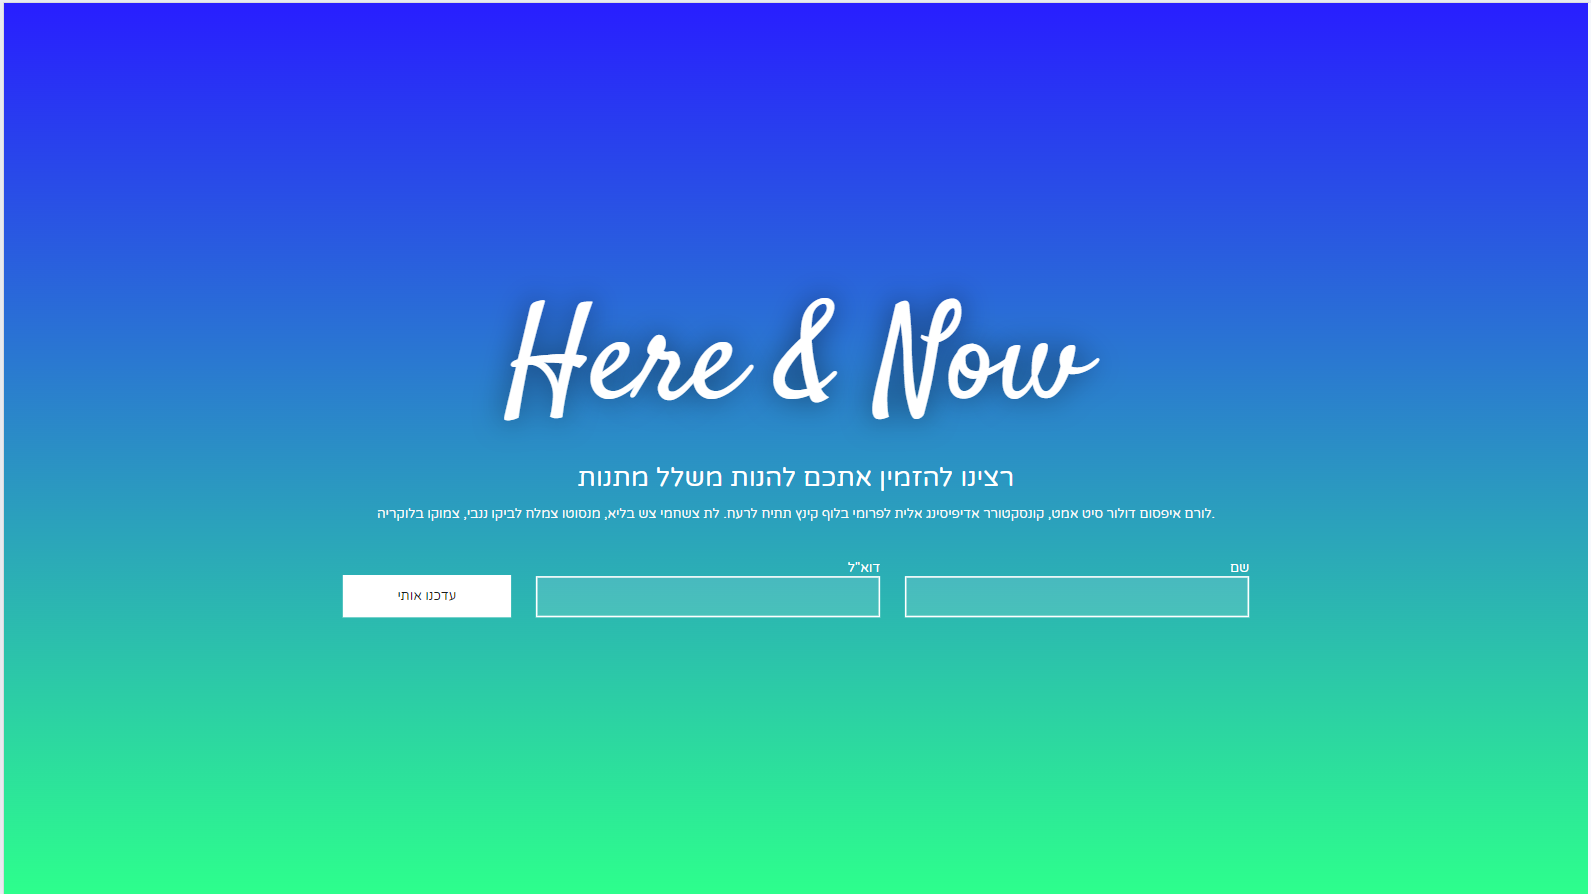 Here & Now
רצינו להזמין אתכם להנות משלל מתנות
לורם איפסום דולור סיט אמט, קונסקטורר אדיפיסינג אלית לפרומי בלוף קינץ תתיח לרעח. לת צשחמי צש בליא, מנסוטו צמלח לביקו ננבי, צמוקו בלוקריה.
שם
דוא"ל
עדכנו אותי